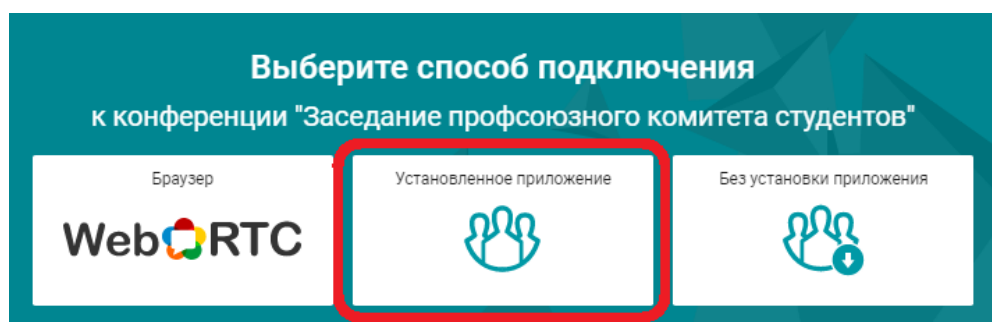 Выберите способ подключения
к конференции "Заседание профсоюзного комитета студентов"
Браузер
WebRTC
Установленное приложение
Без установки приложения